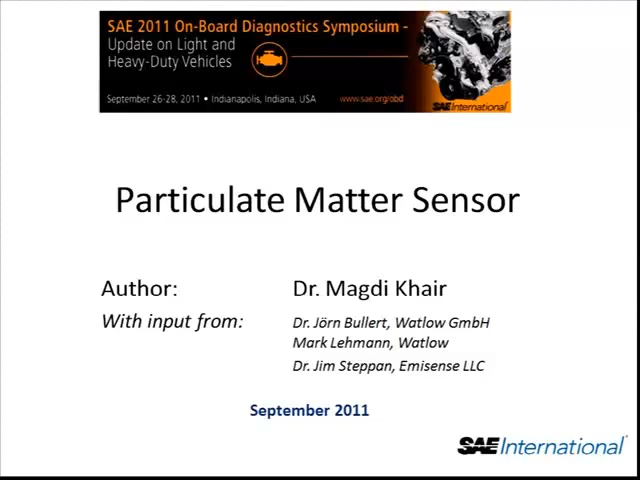 SAE 2011 On-Board Diagnostics Symposium -
Update on Light and
Heavy-Duty Vehicles
September 26-28, 2011 • Indianapolis, Indiana, USA www.sae.org/obd
SAE International
Particulate Matter Sensor
Author: Dr. Magdi Khair
With input from: Dr. Jörn Bullert, Watlow GmbH
Mark Lehmann, Watlow
Dr. Jim Steppan, Emisense LLC
September 2011
SAE International